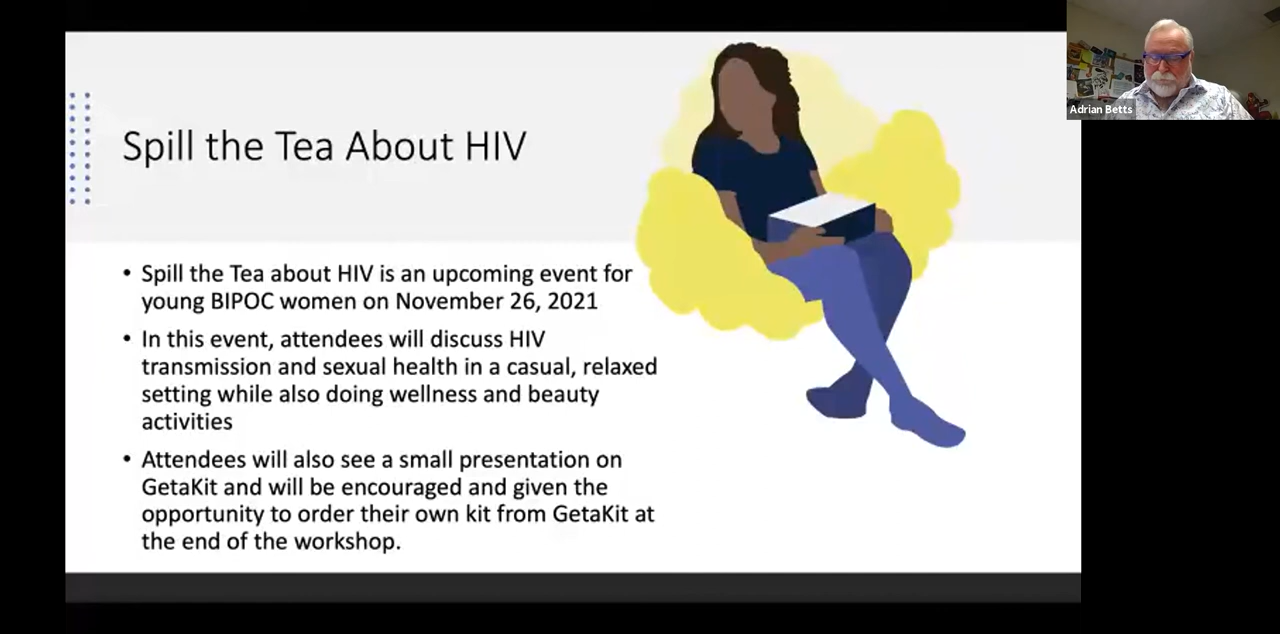 Adrian Betts
Spill the Tea About HIV
• Spill the Tea about HIV is an upcoming event for
young BIPOC women on November 26, 2021
• In this event, attendees will discuss HIV
transmission and sexual health in a casual, relaxed
setting while also doing wellness and beauty
activities
• Attendees will also see a small presentation on
GetaKit and will be encouraged and given the
opportunity to order their own kit from GetaKit at
the end of the workshop.